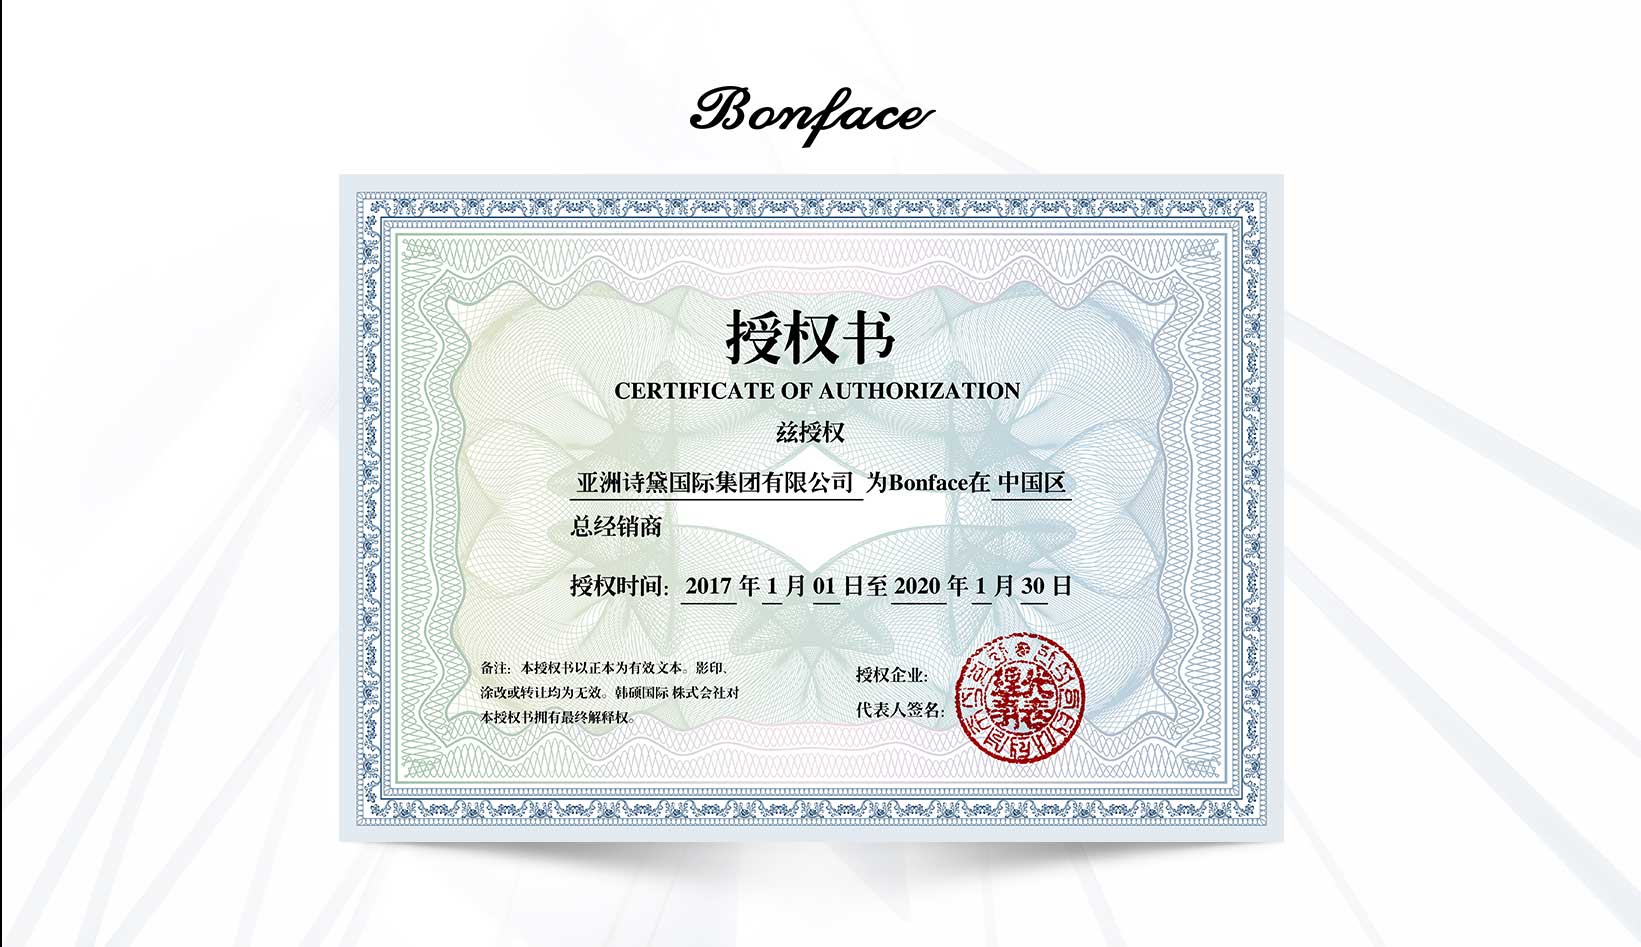 Bonface
授权书
CERTIFICATE OF AUTHORIZATION
兹授权
亚洲诗黛国际集团有限公司 为Bonface在 中国区
总经销商
授权时间: 2017 年 1 月 01 日至 2020 年 1 月 30 日
备注: 本授权书以正本为有效文本。影印、
涂改或转让均为无效。韩硕国际 株式会社对
本授权书拥有最终解释权。
授权企业:
代表人签名: